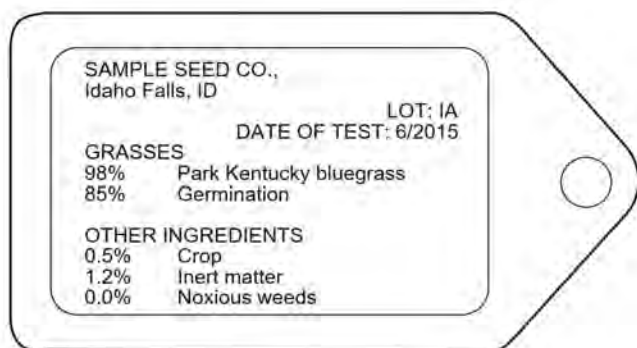 SAMPLE SEED CO.,
Idaho Falls, ID
LOT: IA
DATE OF TEST: 6/2015
GRASSES
98% Park Kentucky bluegrass
85% Germination
OTHER INGREDIENTS
0.5% Crop
1.2% Inert matter
0.0% Noxious weeds